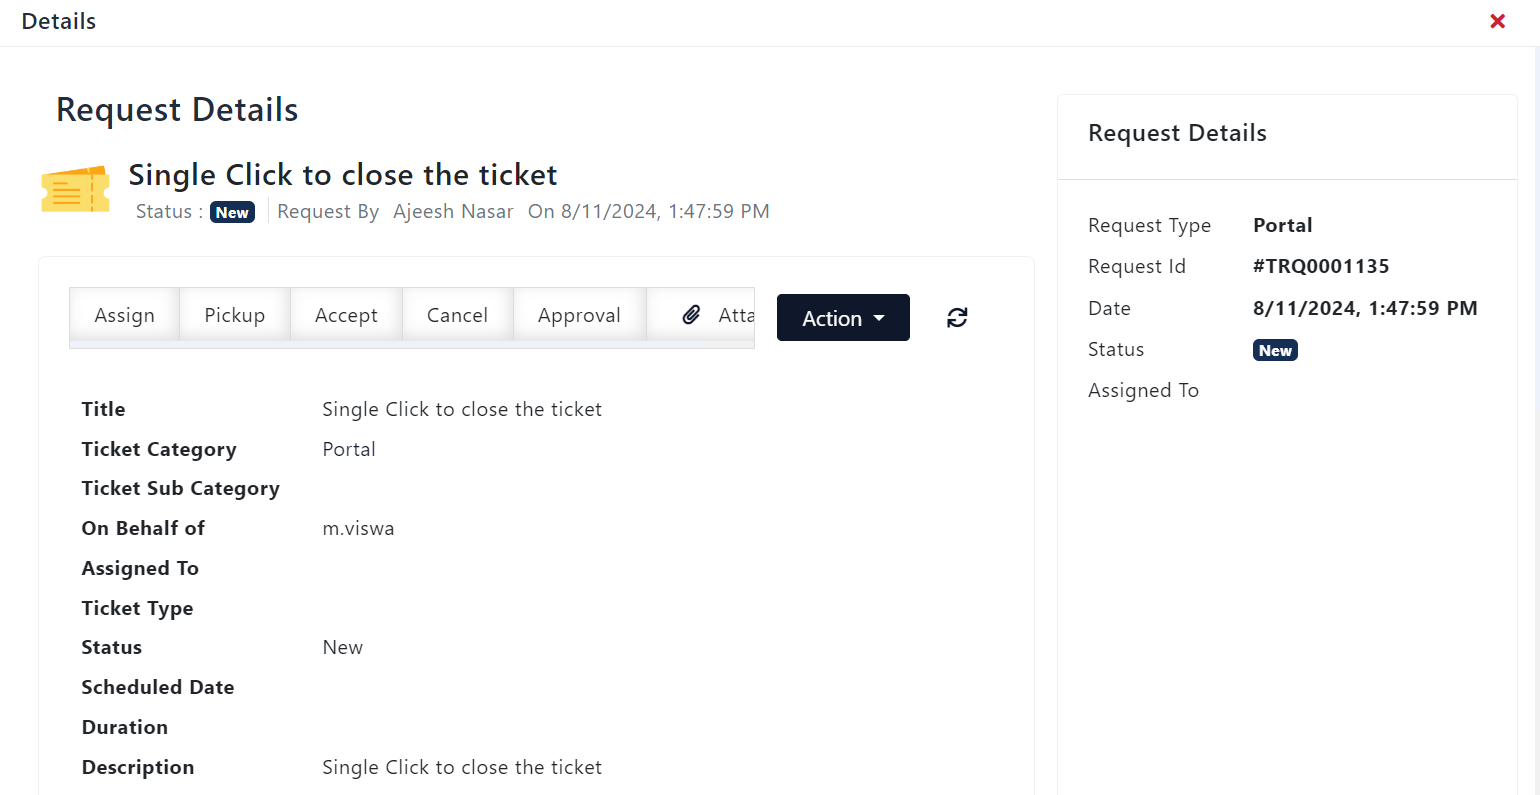 Details
Request Details
Single Click to close the ticket
Status : New Request By Ajeesh Nasar On 8/11/2024, 1:47:59 PM
Assign Pickup Accept Cancel Approval Atta Action
Title Single Click to close the ticket
Ticket Category Portal
Ticket Sub Category
On Behalf of m.viswa
Assigned To
Ticket Type
Status New
Scheduled Date
Duration
Description Single Click to close the ticket
Request Details
Request Type Portal
Request Id #TRQ0001135
Date 8/11/2024, 1:47:59 PM
Status New
Assigned To